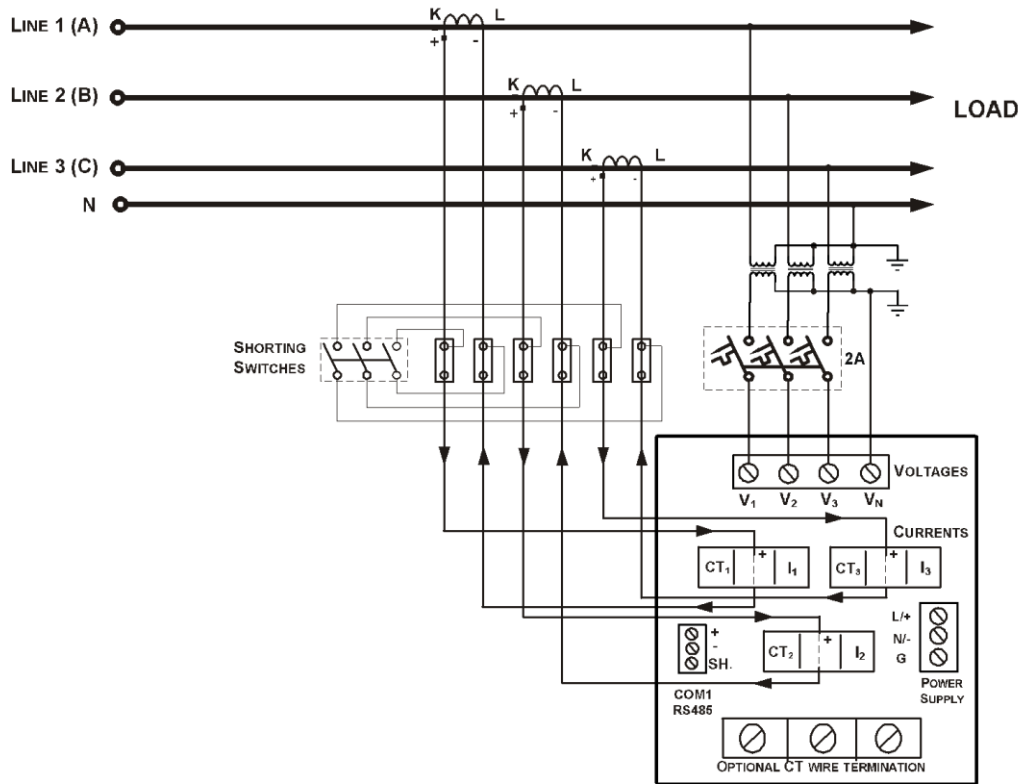 LINE 1 (A)
K
L
+
-
LINE 2 (B)
K
L
+
-
LOAD
LINE 3 (C)
K
L
+
-
N
SHORTING
SWITCHES
2A
VOLTAGES
V1 V2 V3 VN
CURRENTS
CT1 + I1
CT3 + I3
CT2 + I2
+
-
SH.
COM1
RS485
L/+
N/-
G
POWER
SUPPLY
OPTIONAL CT WIRE TERMINATION